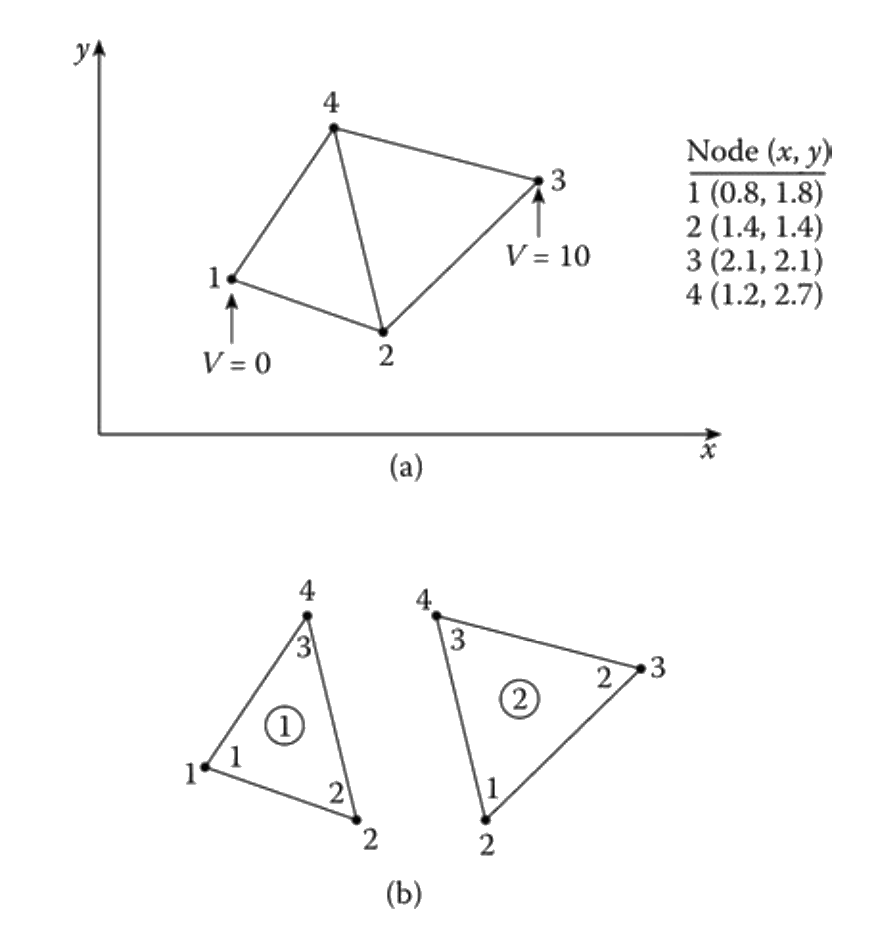 y
4
Node (x, y)
3
1 (0.8, 1.8)
2 (1.4, 1.4)
V = 10
3 (2.1, 2.1)
1
4 (1.2, 2.7)
V = 0
2
x
(a)
4
4
3
3
2
3
1
2
1
1
2
1
2
2
(b)